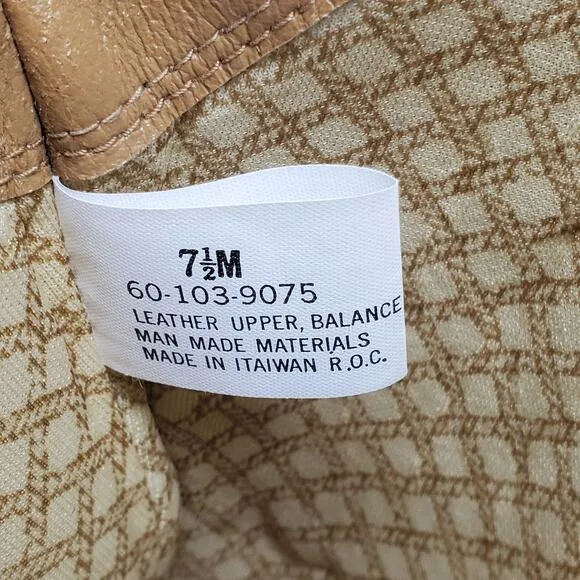 7½M
60-103-9075
LEATHER UPPER, BALANCE
MAN MADE MATERIALS
MADE IN ITAIWAN R.O.C.